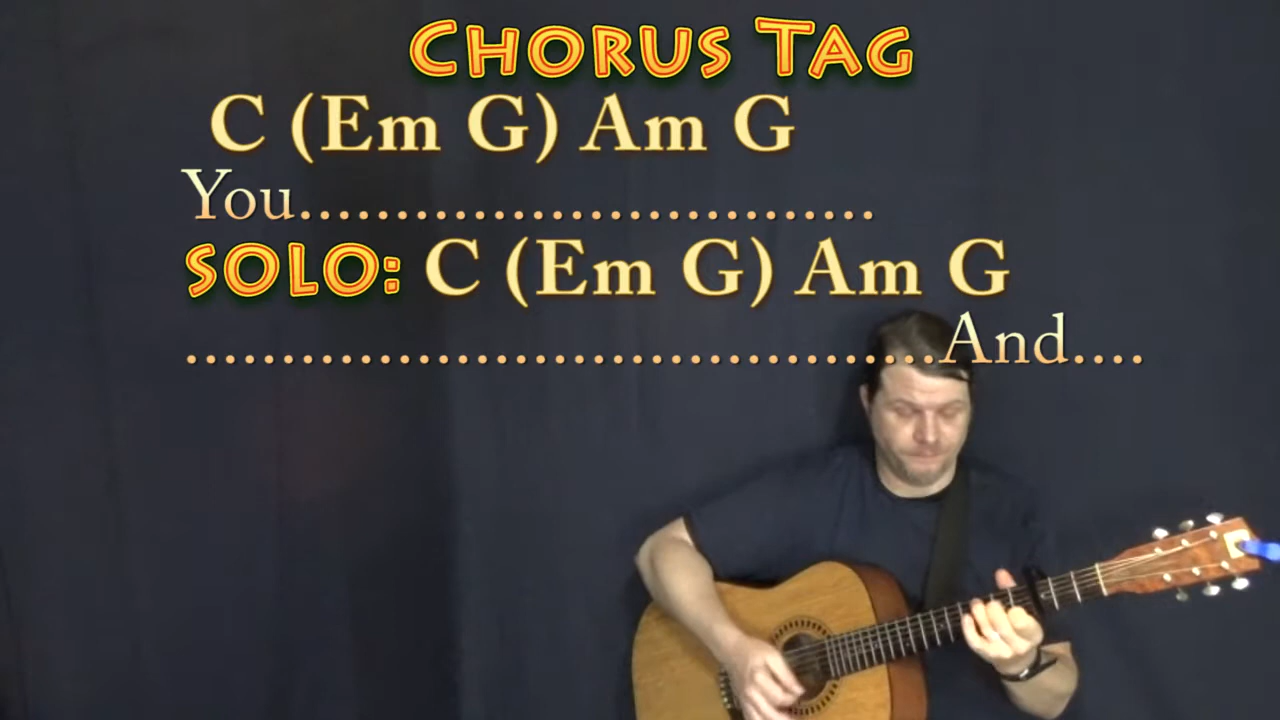 CHORUS TAG
C (Em G) Am G
You..............................
SOLO: C (Em G) Am G
.......................................And....